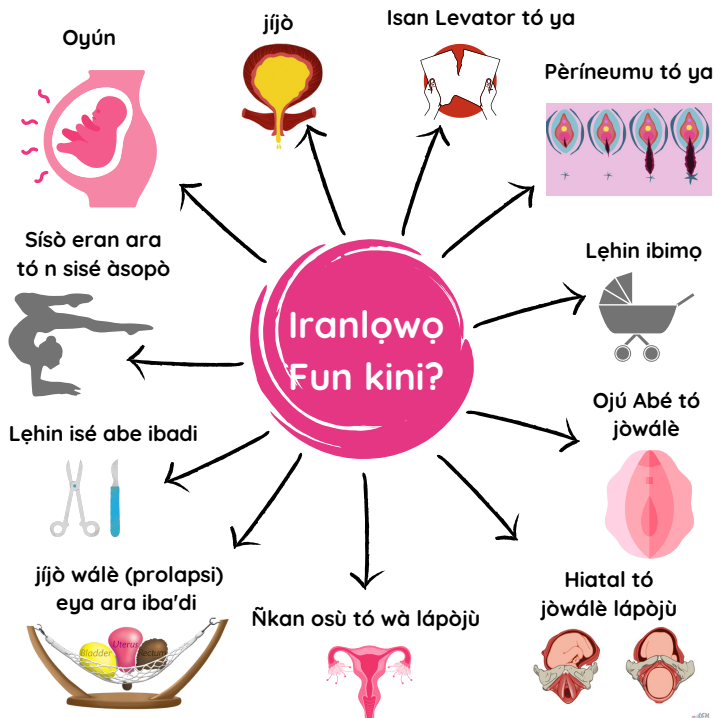 Oyún
jíjò
Isan Levator tó ya
Pèríneumu tó ya
Sísò eran ara
tó n sisé àsopò
Lẹhin ibimọ
Iranlọwọ
Fun kini?
Ojú Abé tó
jòwálè
Lẹhin isé abe ibadi
jíjò wálè (prolapsi)
eya ara iba'di
Bladder
Uterus
Rectum
Ñkan osù tó wà lápòjù
Hiatal tó
jòwálè lápòjù